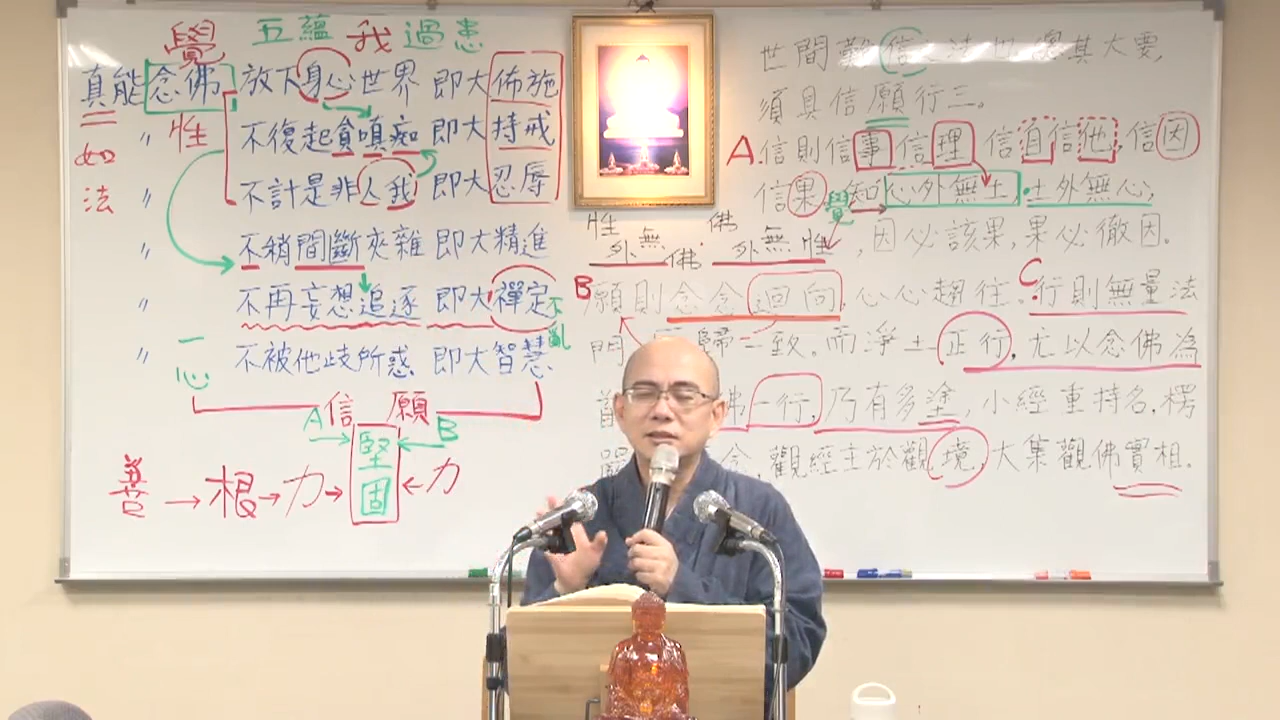 覺 五蘊我過患
真能念佛 放下身心世界 即大佈施
二 〃 性 不復起貪嗔痴 即大持戒
如
法 〃 不計是非人我 即大忍辱
〃 不稍間斷夾雜 即大精進
〃 不再妄想追逐 即大禪定
不亂
〃 不被他歧所惑 即大智慧
一心
A 信 願 B
善→根→力→堅固←力
世間難信之法也 其大要,
須具信願行三。
A.信則信事信理 信自信他,信因
信果,知心外無土,土外無心,
覺
性外無佛.佛外無性,因必該果,果必徹因。
B 願則念念迴向,心心趨往。C.行則無量法
門 歸一致。而淨土正行,尤以念佛為
首 佛一行,乃有多塗,小經重持名,楞
嚴 念,觀經主於觀境,大集觀佛實相。